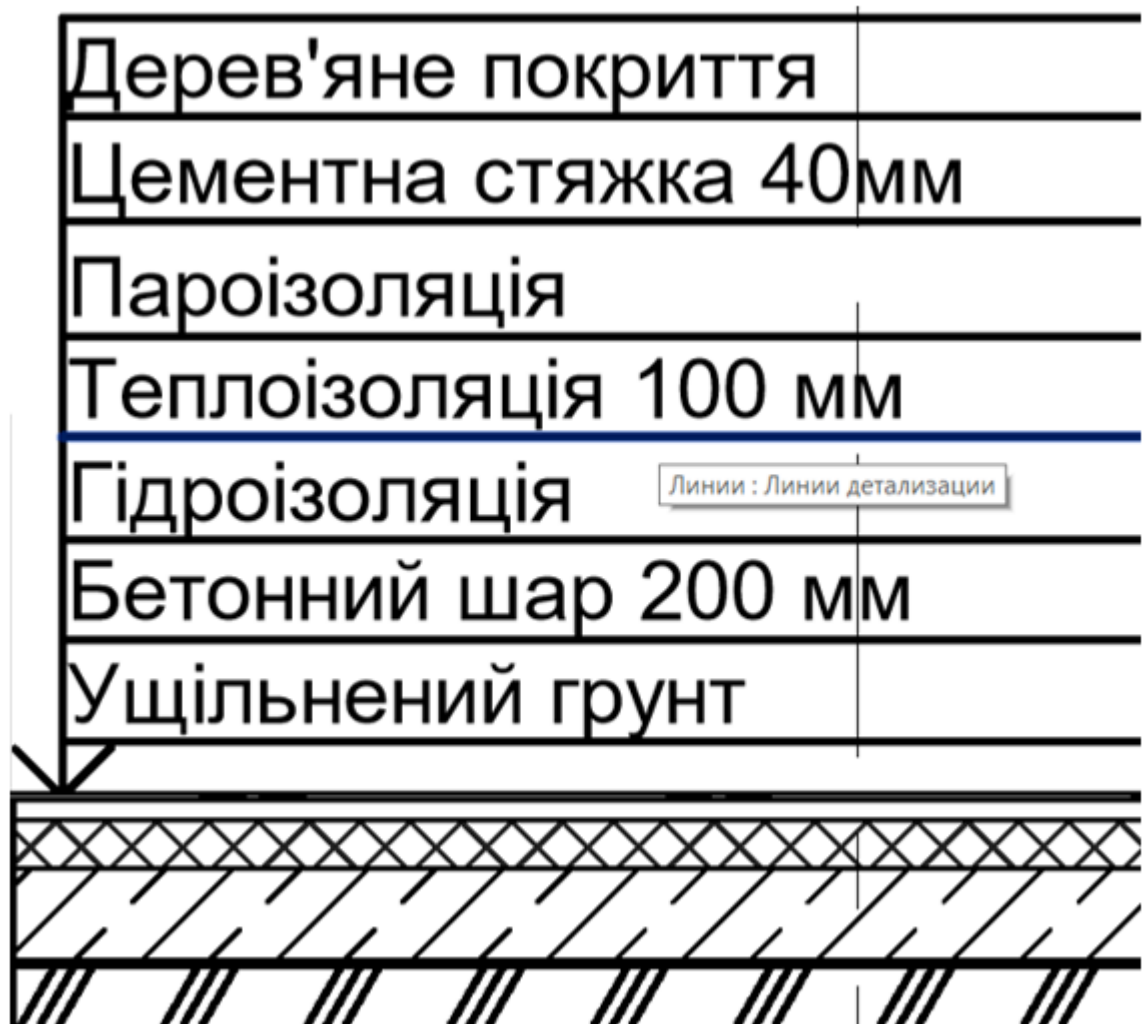 Дерев'яне покриття
Цементна стяжка 40мм
Пароізоляція
Теплоізоляція 100 мм
Гідроізоляція
Линии : Линии детализации
Бетонний шар 200 мм
Ущільнений грунт